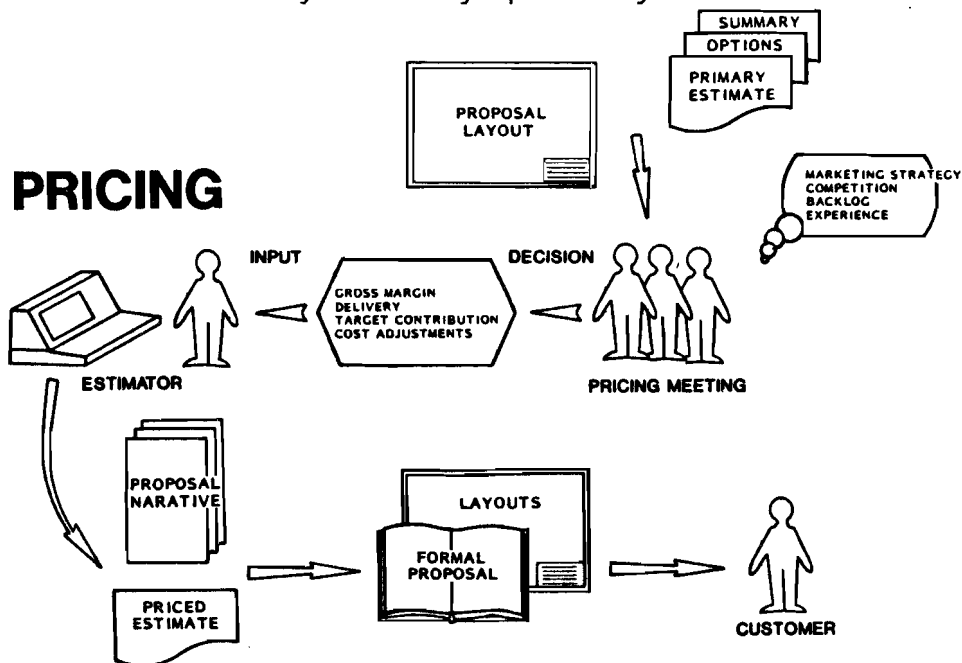 SUMMARY
OPTIONS
PRIMARY
ESTIMATE
PROPOSAL
LAYOUT
PRICING
MARKETING STRATEGY
COMPETITION
BACKLOG
EXPERIENCE
INPUT
DECISION
GROSS MARGIN
DELIVERY
TARGET CONTRIBUTION
COST ADJUSTMENTS
ESTIMATOR
PRICING MEETING
PROPOSAL
NARATIVE
LAYOUTS
FORMAL
PROPOSAL
PRICED
ESTIMATE
CUSTOMER